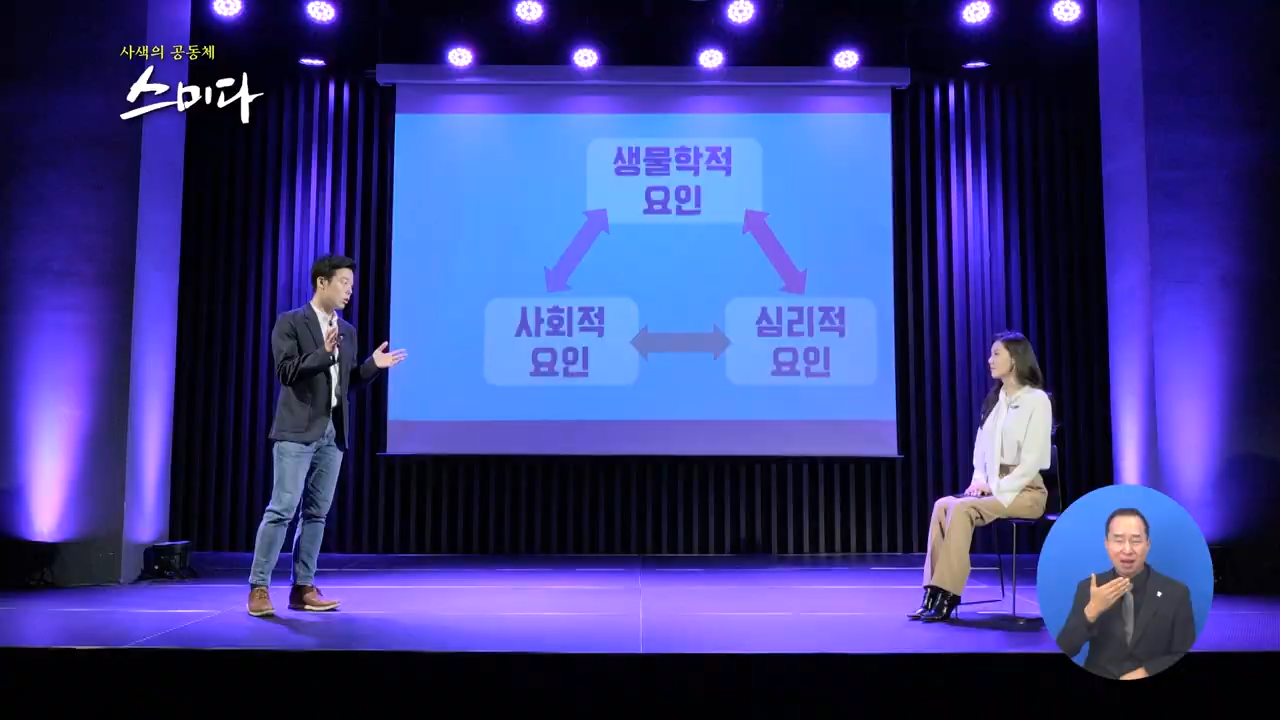 사색의 공동체
스미다
생물학적
요인
사회적
요인
심리적
요인